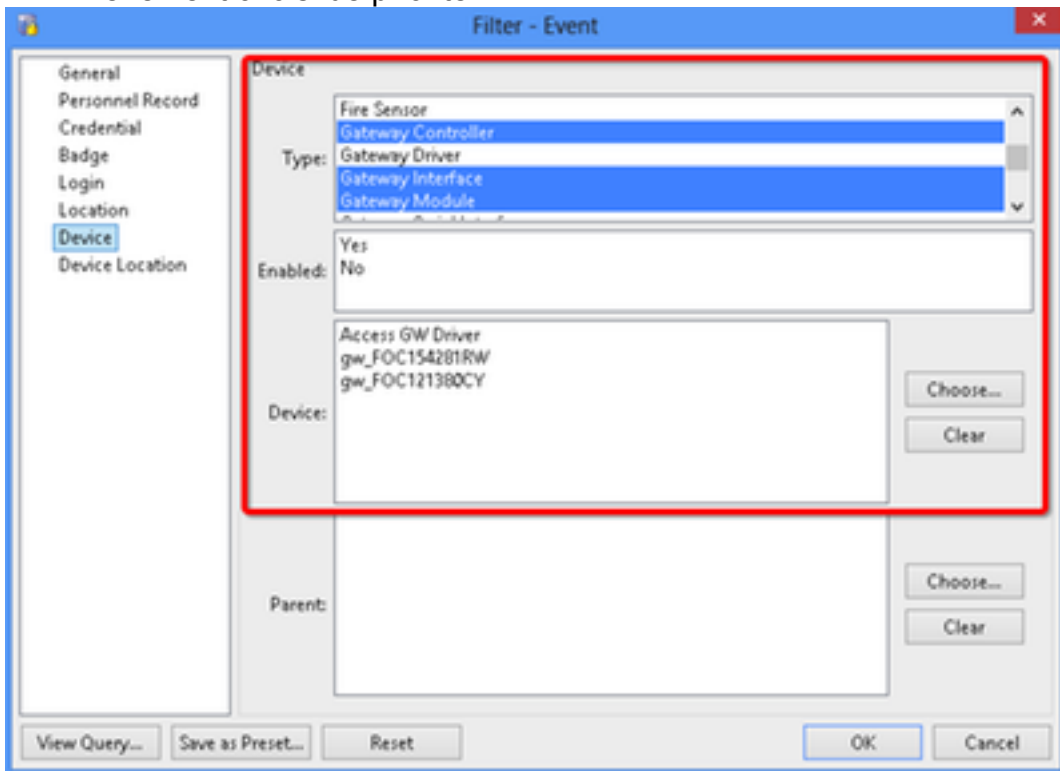 Filter - Event
General
Personnel Record
Credential
Badge
Login
Location
Device
Device Location
Device
Type:
Fire Sensor
Gateway Controller
Gateway Driver
Gateway Interface
Gateway Module
Enabled:
Yes
No
Device:
Access GW Driver
gw_FOC154281RW
gw_FOC121380CY
Choose...
Clear
Parent:
Choose...
Clear
View Query...
Save as Preset...
Reset
OK
Cancel